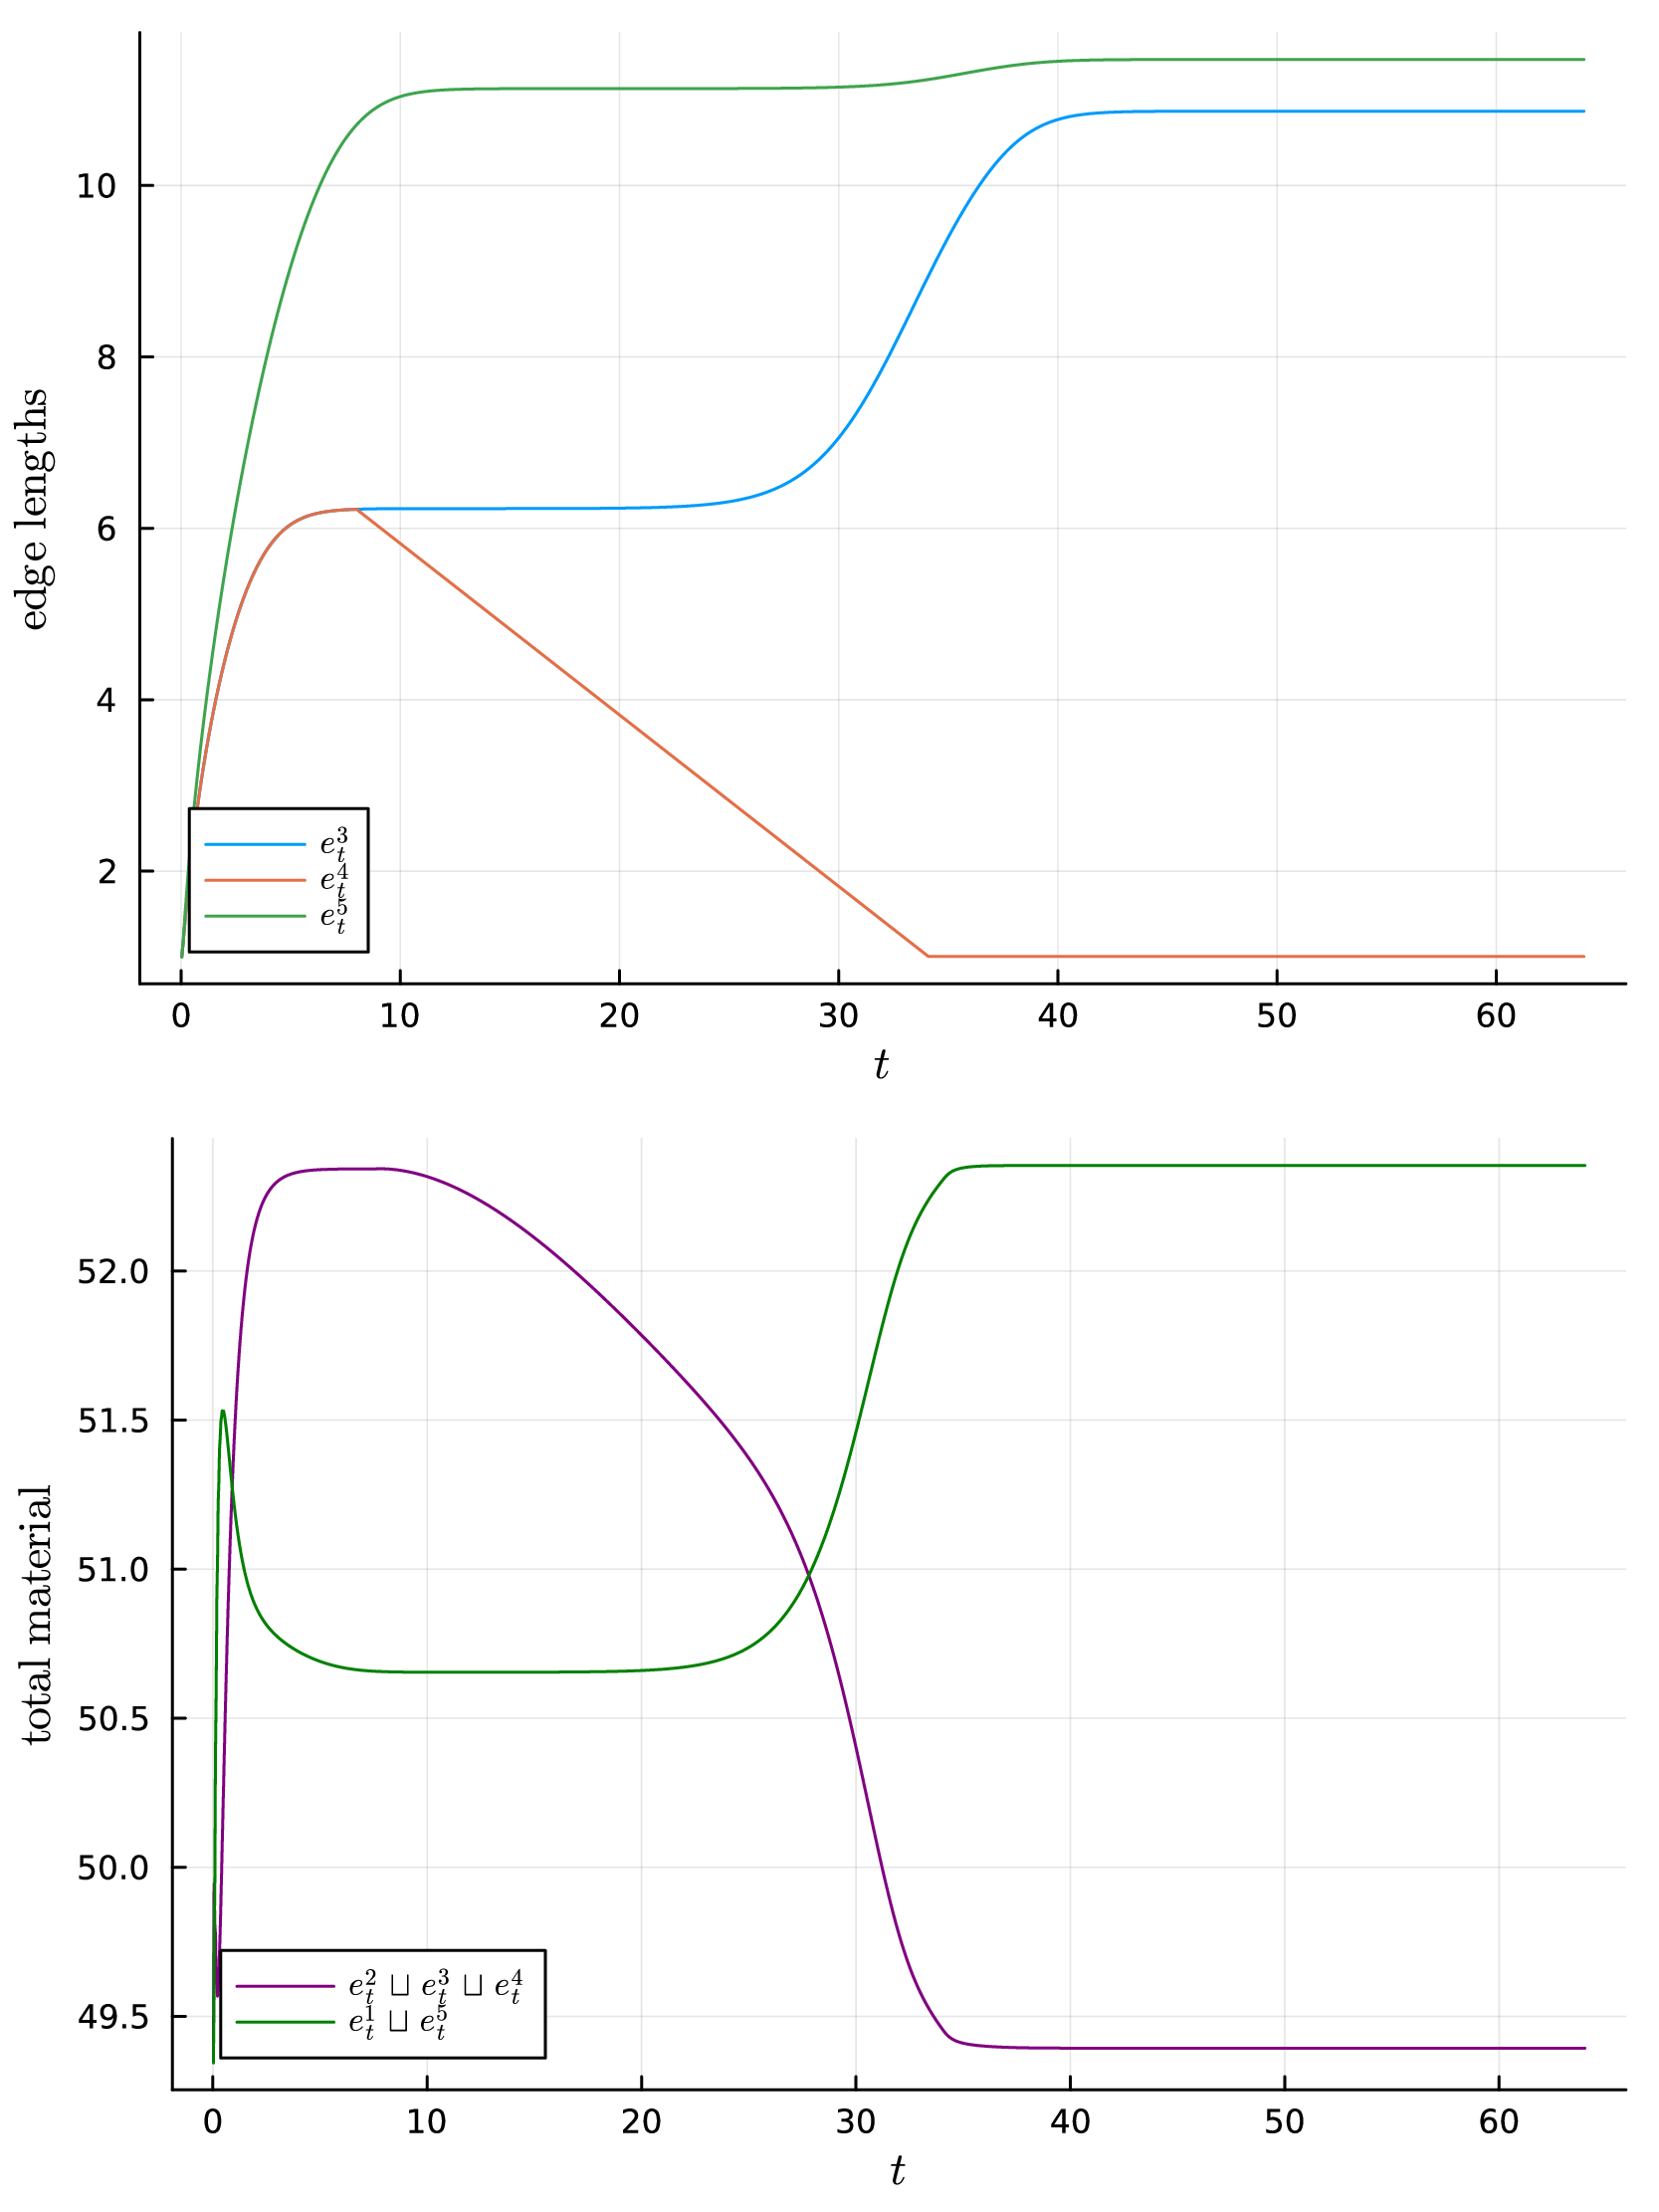 edge lengths
10
8
6
4
2
e_t^3
e_t^4
e_t^5
0 10 20 30 40 50 60
t
total material
52.0
51.5
51.0
50.5
50.0
49.5
e_t^2 ⊔ e_t^3 ⊔ e_t^4
e_t^1 ⊔ e_t^5
0 10 20 30 40 50 60
t